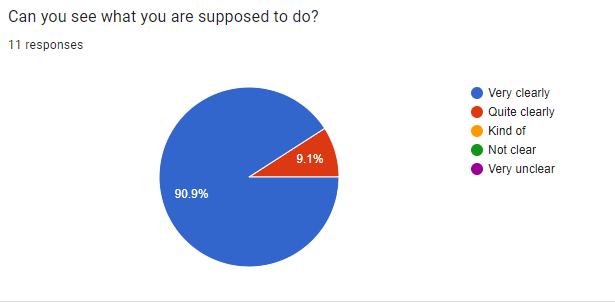 Can you see what you are supposed to do?
11 responses
Very clearly
Quite clearly
Kind of
Not clear
Very unclear
9.1%
90.9%